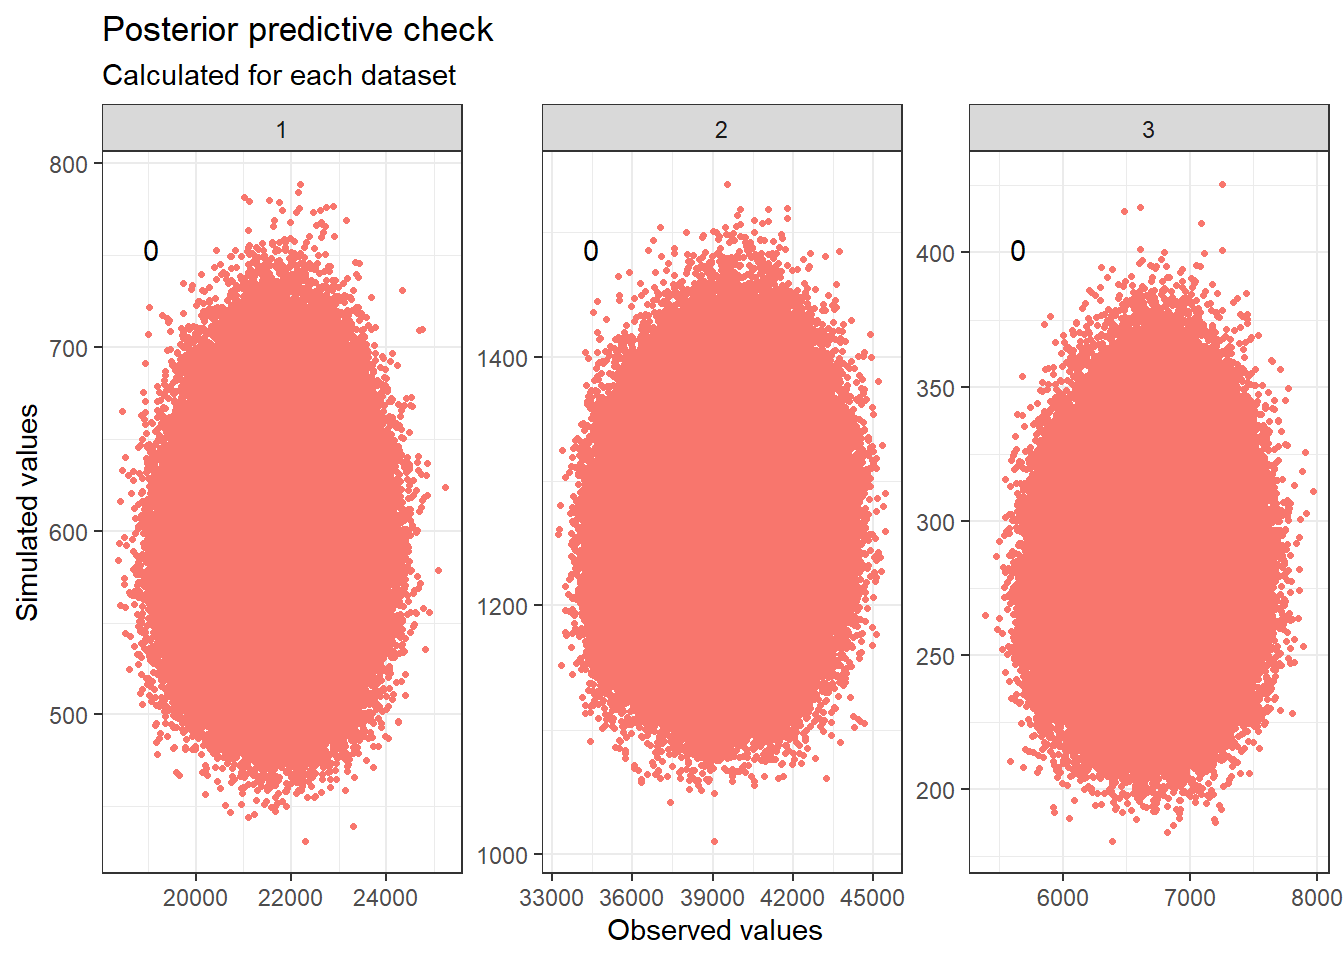 Posterior predictive check
Calculated for each dataset
1
2
3
Simulated values
800
700
600
500
0
20000 22000 24000
1400
1200
1000
0
33000 36000 39000 42000 45000
400
350
300
250
200
0
6000 7000 8000
Observed values